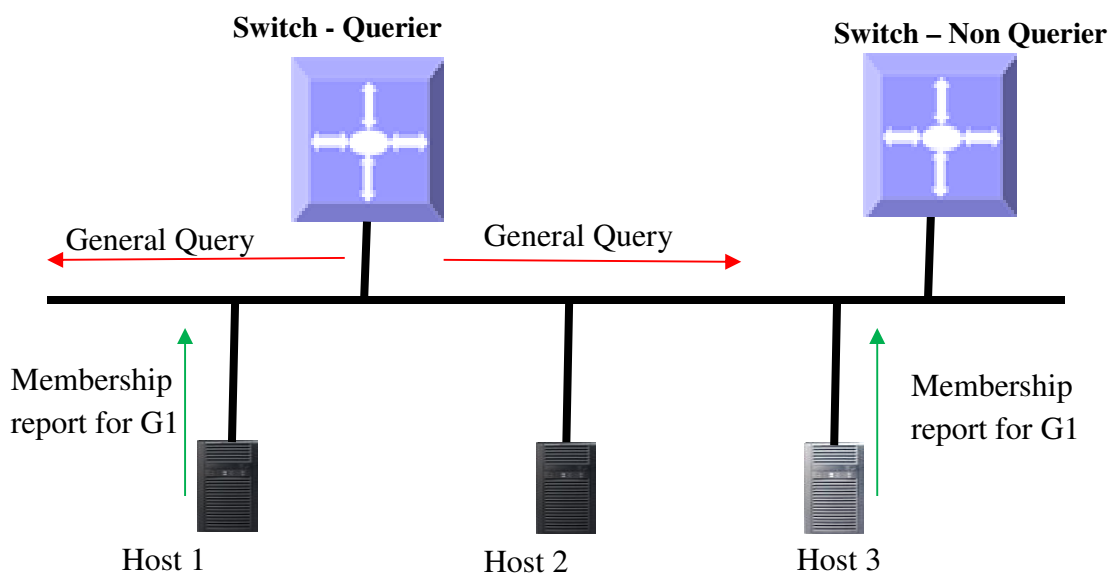 Switch - Querier
Switch – Non Querier
General Query
General Query
Membership
report for G1
Membership
report for G1
Host 1
Host 2
Host 3